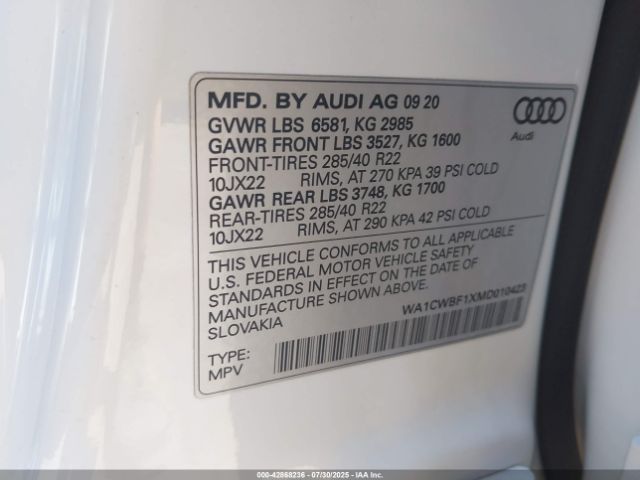 MFD. BY AUDI AG 09 20
GVWR LBS 6581, KG 2985
GAWR FRONT LBS 3527, KG 1600
FRONT-TIRES 285/40 R22
10JX22 RIMS, AT 270 KPA 39 PSI COLD
GAWR REAR LBS 3748, KG 1700
REAR-TIRES 285/40 R22
10JX22 RIMS, AT 290 KPA 42 PSI COLD
Audi
THIS VEHICLE CONFORMS TO ALL APPLICABLE
U.S. FEDERAL MOTOR VEHICLE SAFETY
STANDARDS IN EFFECT ON THE DATE OF
MANUFACTURE SHOWN ABOVE.
SLOVAKIA
WA1CWBF1XMD010423
TYPE:
MPV
000-42868236 - 07/30/2025 - IAA Inc.